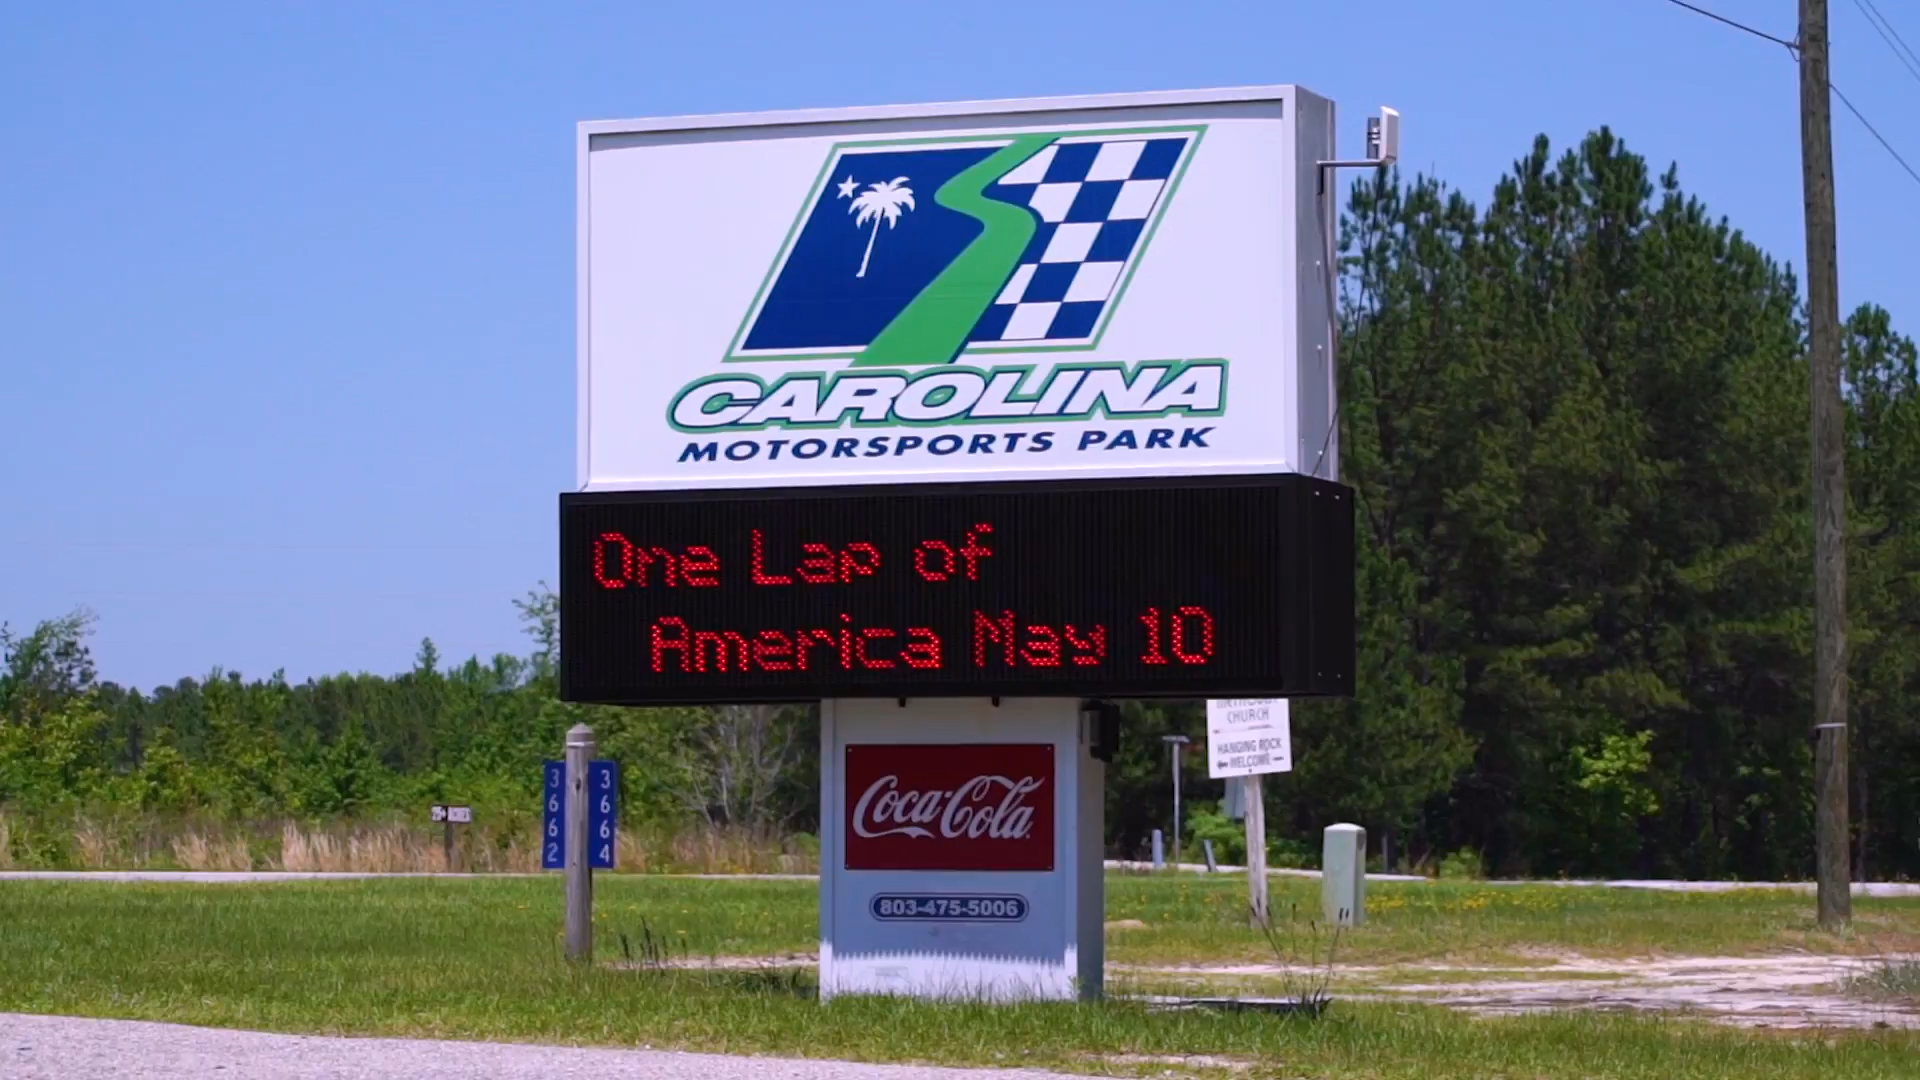 CAROLINA
MOTORSPORTS PARK
One Lap of
America May 10
Coca-Cola
803-475-5006
3662
3664
CHURCH
HANGING ROCK
WELCOME